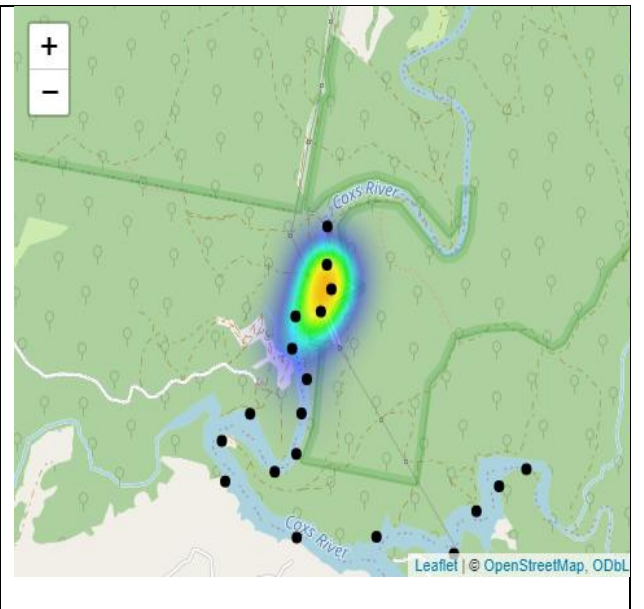 +
−
Coxs River
Coxs River
Leaflet | © OpenStreetMap, ODbL